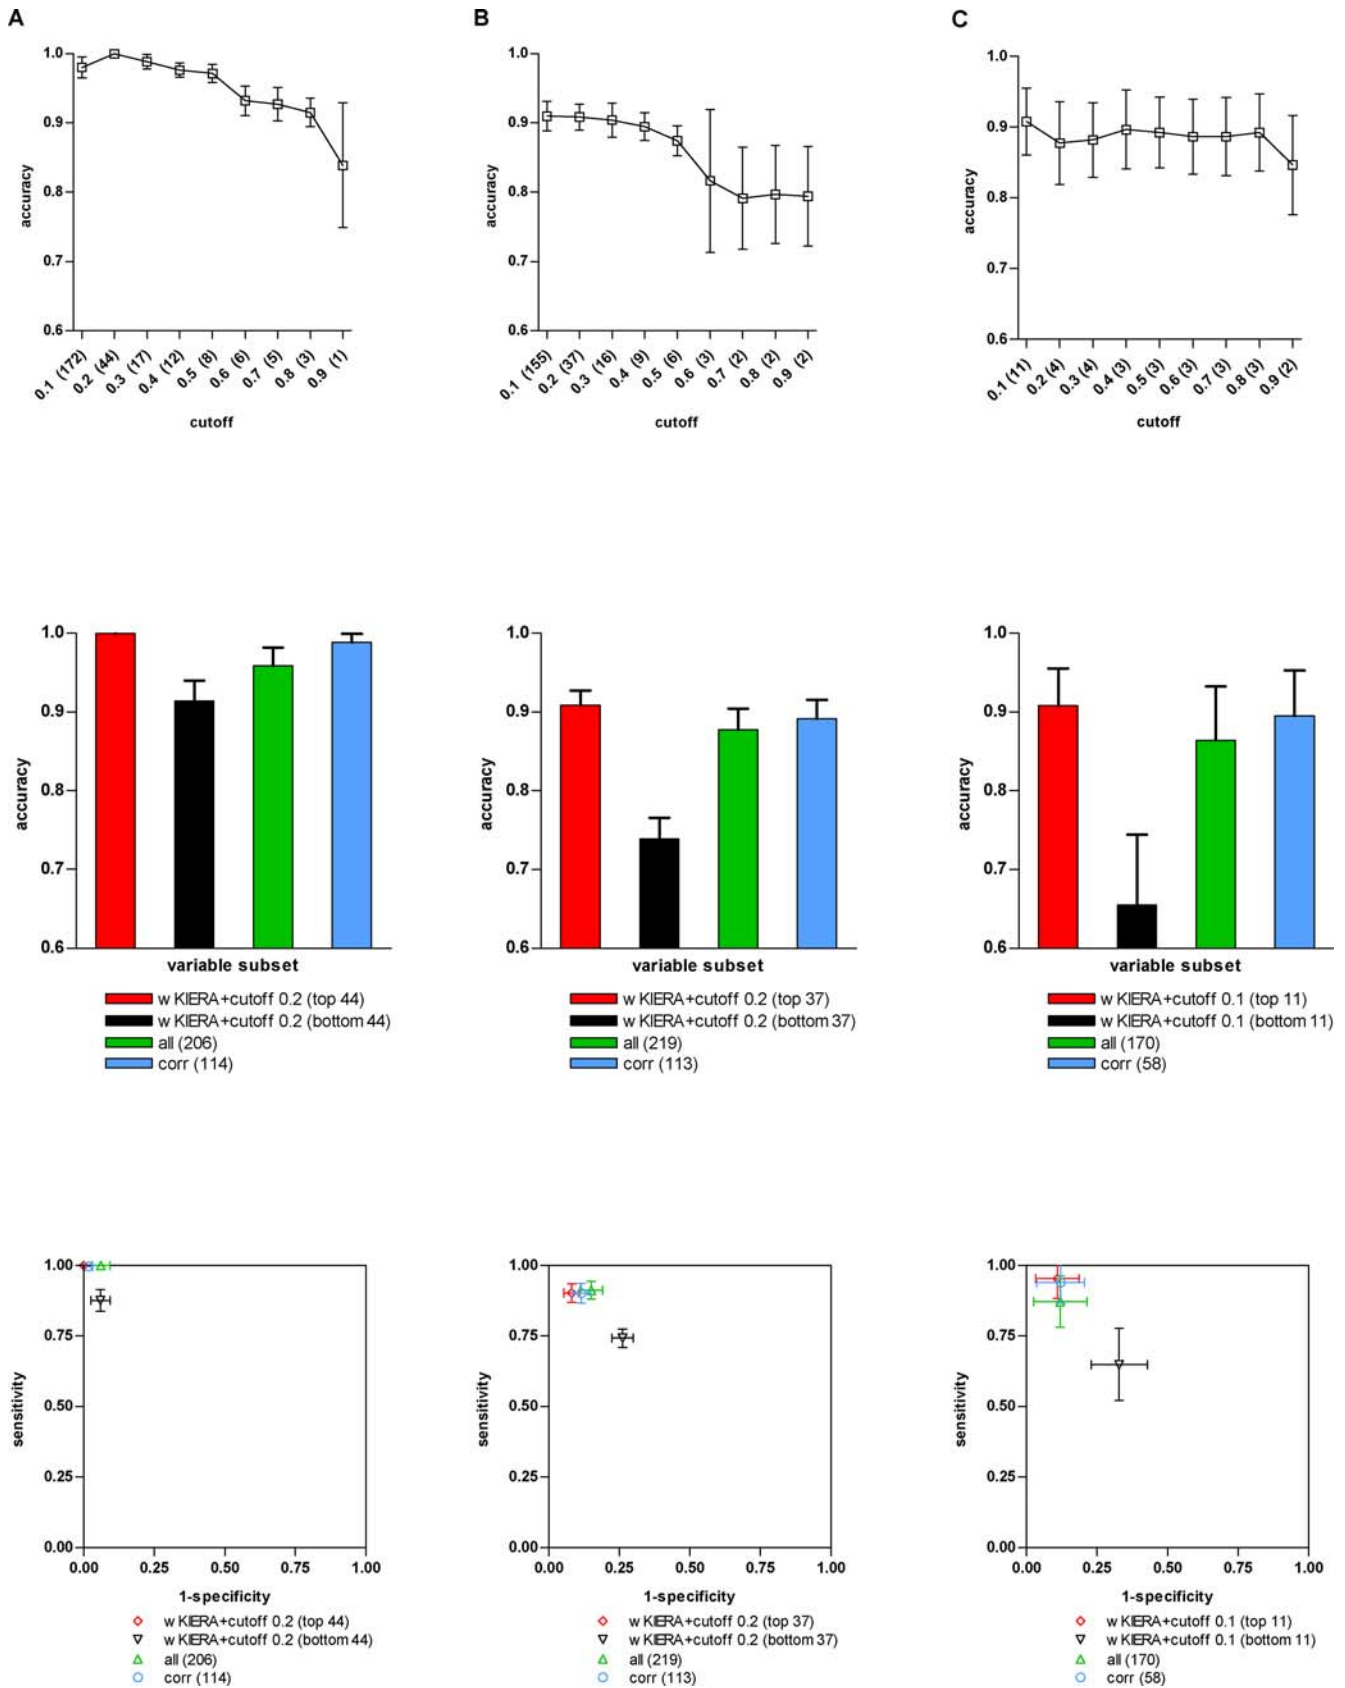 A
1.0
0.9
0.8
0.7
0.6
accuracy
0.1 (172)
0.2 (44)
0.3 (17)
0.4 (12)
0.5 (8)
0.6 (6)
0.7 (5)
0.8 (3)
0.9 (1)
cutoff
B
1.0
0.9
0.8
0.7
0.6
accuracy
0.1 (155)
0.2 (37)
0.3 (16)
0.4 (9)
0.5 (6)
0.6 (3)
0.7 (2)
0.8 (2)
0.9 (2)
cutoff
C
1.0
0.9
0.8
0.7
0.6
accuracy
0.1 (11)
0.2 (4)
0.3 (4)
0.4 (3)
0.5 (3)
0.6 (3)
0.7 (3)
0.8 (3)
0.9 (2)
cutoff
1.0
0.9
0.8
0.7
0.6
accuracy
variable subset
w KIERA+cutoff 0.2 (top 44)
w KIERA+cutoff 0.2 (bottom 44)
all (206)
corr (114)
1.0
0.9
0.8
0.7
0.6
accuracy
variable subset
w KIERA+cutoff 0.2 (top 37)
w KIERA+cutoff 0.2 (bottom 37)
all (219)
corr (113)
1.0
0.9
0.8
0.7
0.6
accuracy
variable subset
w KIERA+cutoff 0.1 (top 11)
w KIERA+cutoff 0.1 (bottom 11)
all (170)
corr (58)
1.00
0.75
0.50
0.25
0.00
sensitivity
0.00 0.25 0.50 0.75 1.00
1-specificity
w KIERA+cutoff 0.2 (top 44)
w KIERA+cutoff 0.2 (bottom 44)
all (206)
corr (114)
1.00
0.75
0.50
0.25
0.00
sensitivity
0.00 0.25 0.50 0.75 1.00
1-specificity
w KIERA+cutoff 0.2 (top 37)
w KIERA+cutoff 0.2 (bottom 37)
all (219)
corr (113)
1.00
0.75
0.50
0.25
0.00
sensitivity
0.00 0.25 0.50 0.75 1.00
1-specificity
w KIERA+cutoff 0.1 (top 11)
w KIERA+cutoff 0.1 (bottom 11)
all (170)
corr (58)